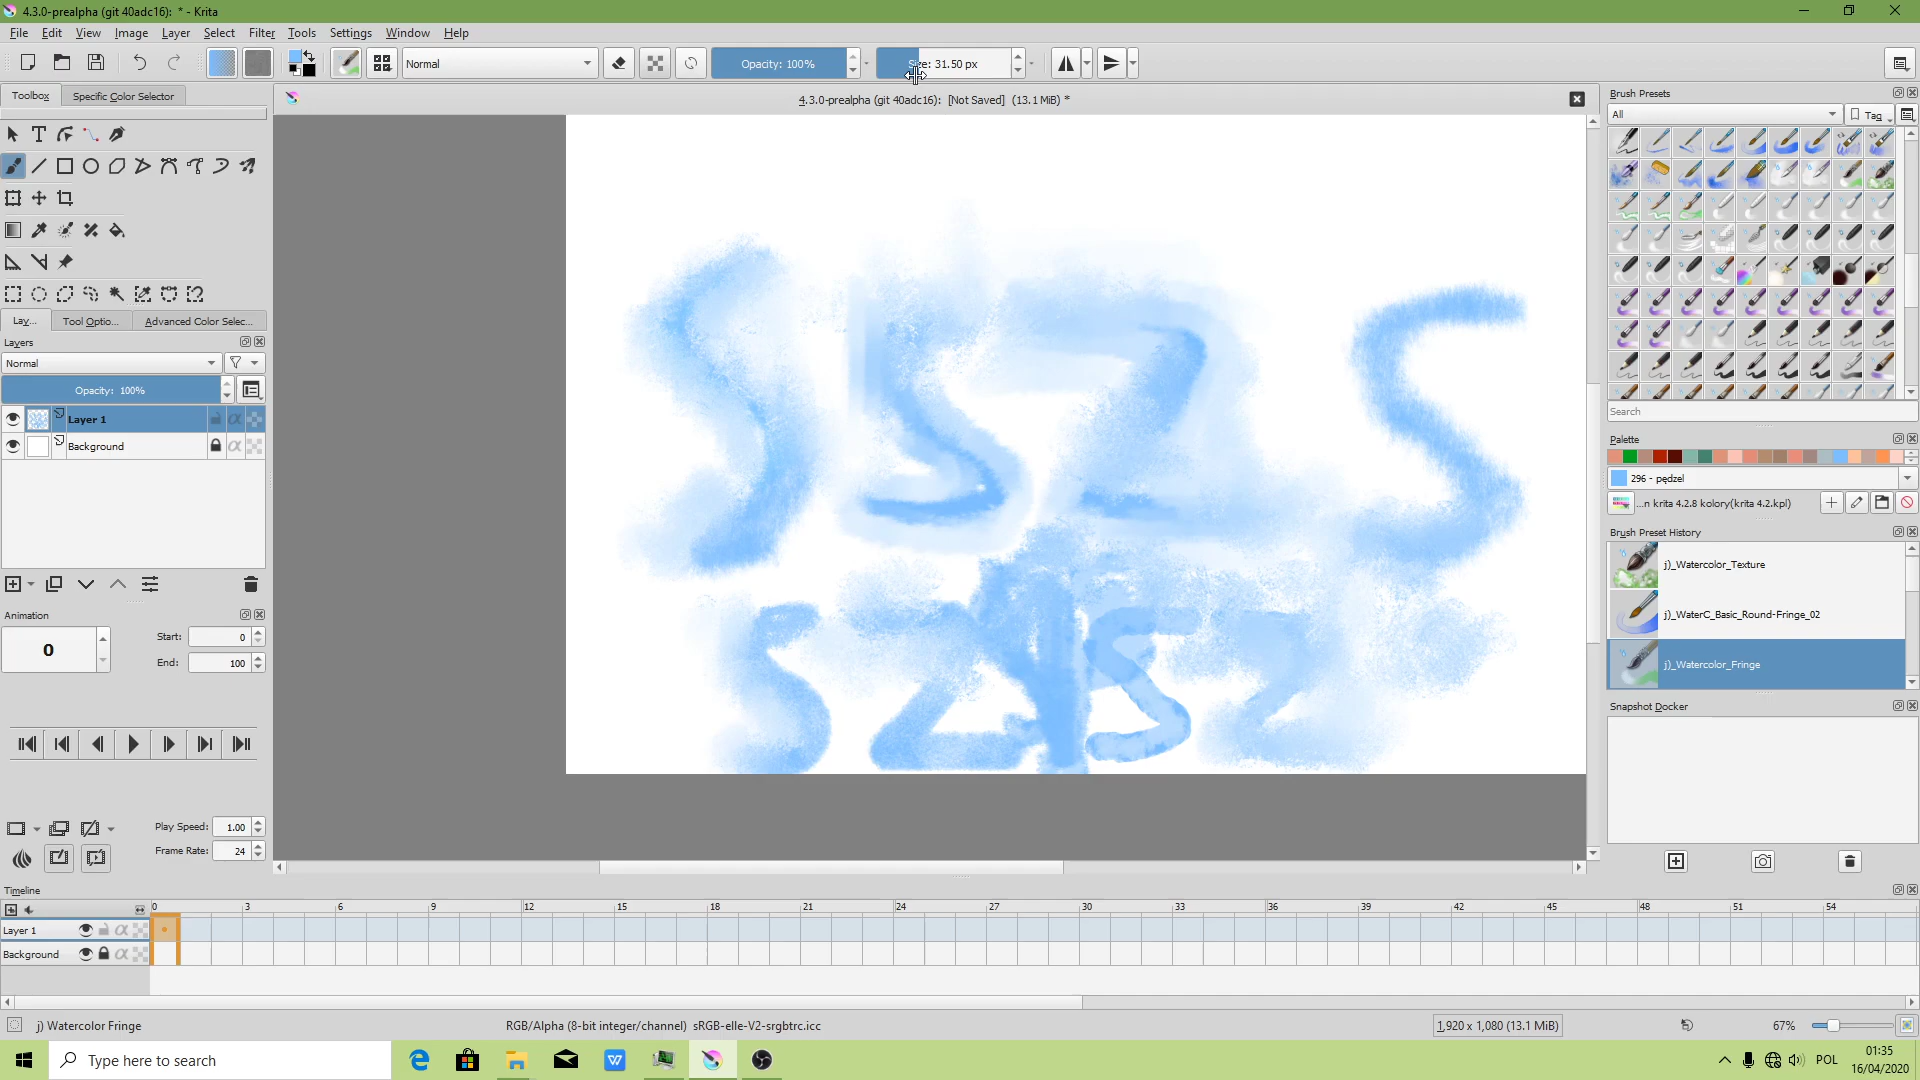 4.3.0-prealpha (git 40adc16):  * - Krita
File Edit View Image Layer Select Filter Tools Settings Window Help
Normal Opacity: 100% Size: 31.50 px
Toolbox Specific Color Selector
4.3.0-prealpha (git 40adc16):  [Not Saved]  (13.1 MiB) *
Brush Presets
All Tag
Lay... Tool Optio... Advanced Color Selec...
Layers
Normal
Opacity: 100%
Layer 1
Background
Search
Palette
296 - pędzel
...n krita 4.2.8 kolory(krita 4.2.kpl)
Brush Preset History
j)_Watercolor_Texture
j)_WaterC_Basic_Round-Fringe_02
j)_Watercolor_Fringe
Snapshot Docker
Animation
0 Start: 0
End: 100
Play Speed: 1.00
Frame Rate: 24
S S Z S
S Z S Z
Timeline
0 3 6 9 12 15 18 21 24 27 30 33 36 39 42 45 48 51 54
Layer 1
Background
j) Watercolor Fringe RGB/Alpha (8-bit integer/channel)  sRGB-elle-V2-srgbtrc.icc 1,920 x 1,080 (13.1 MiB) 67%
Type here to search POL 01:35
16/04/2020